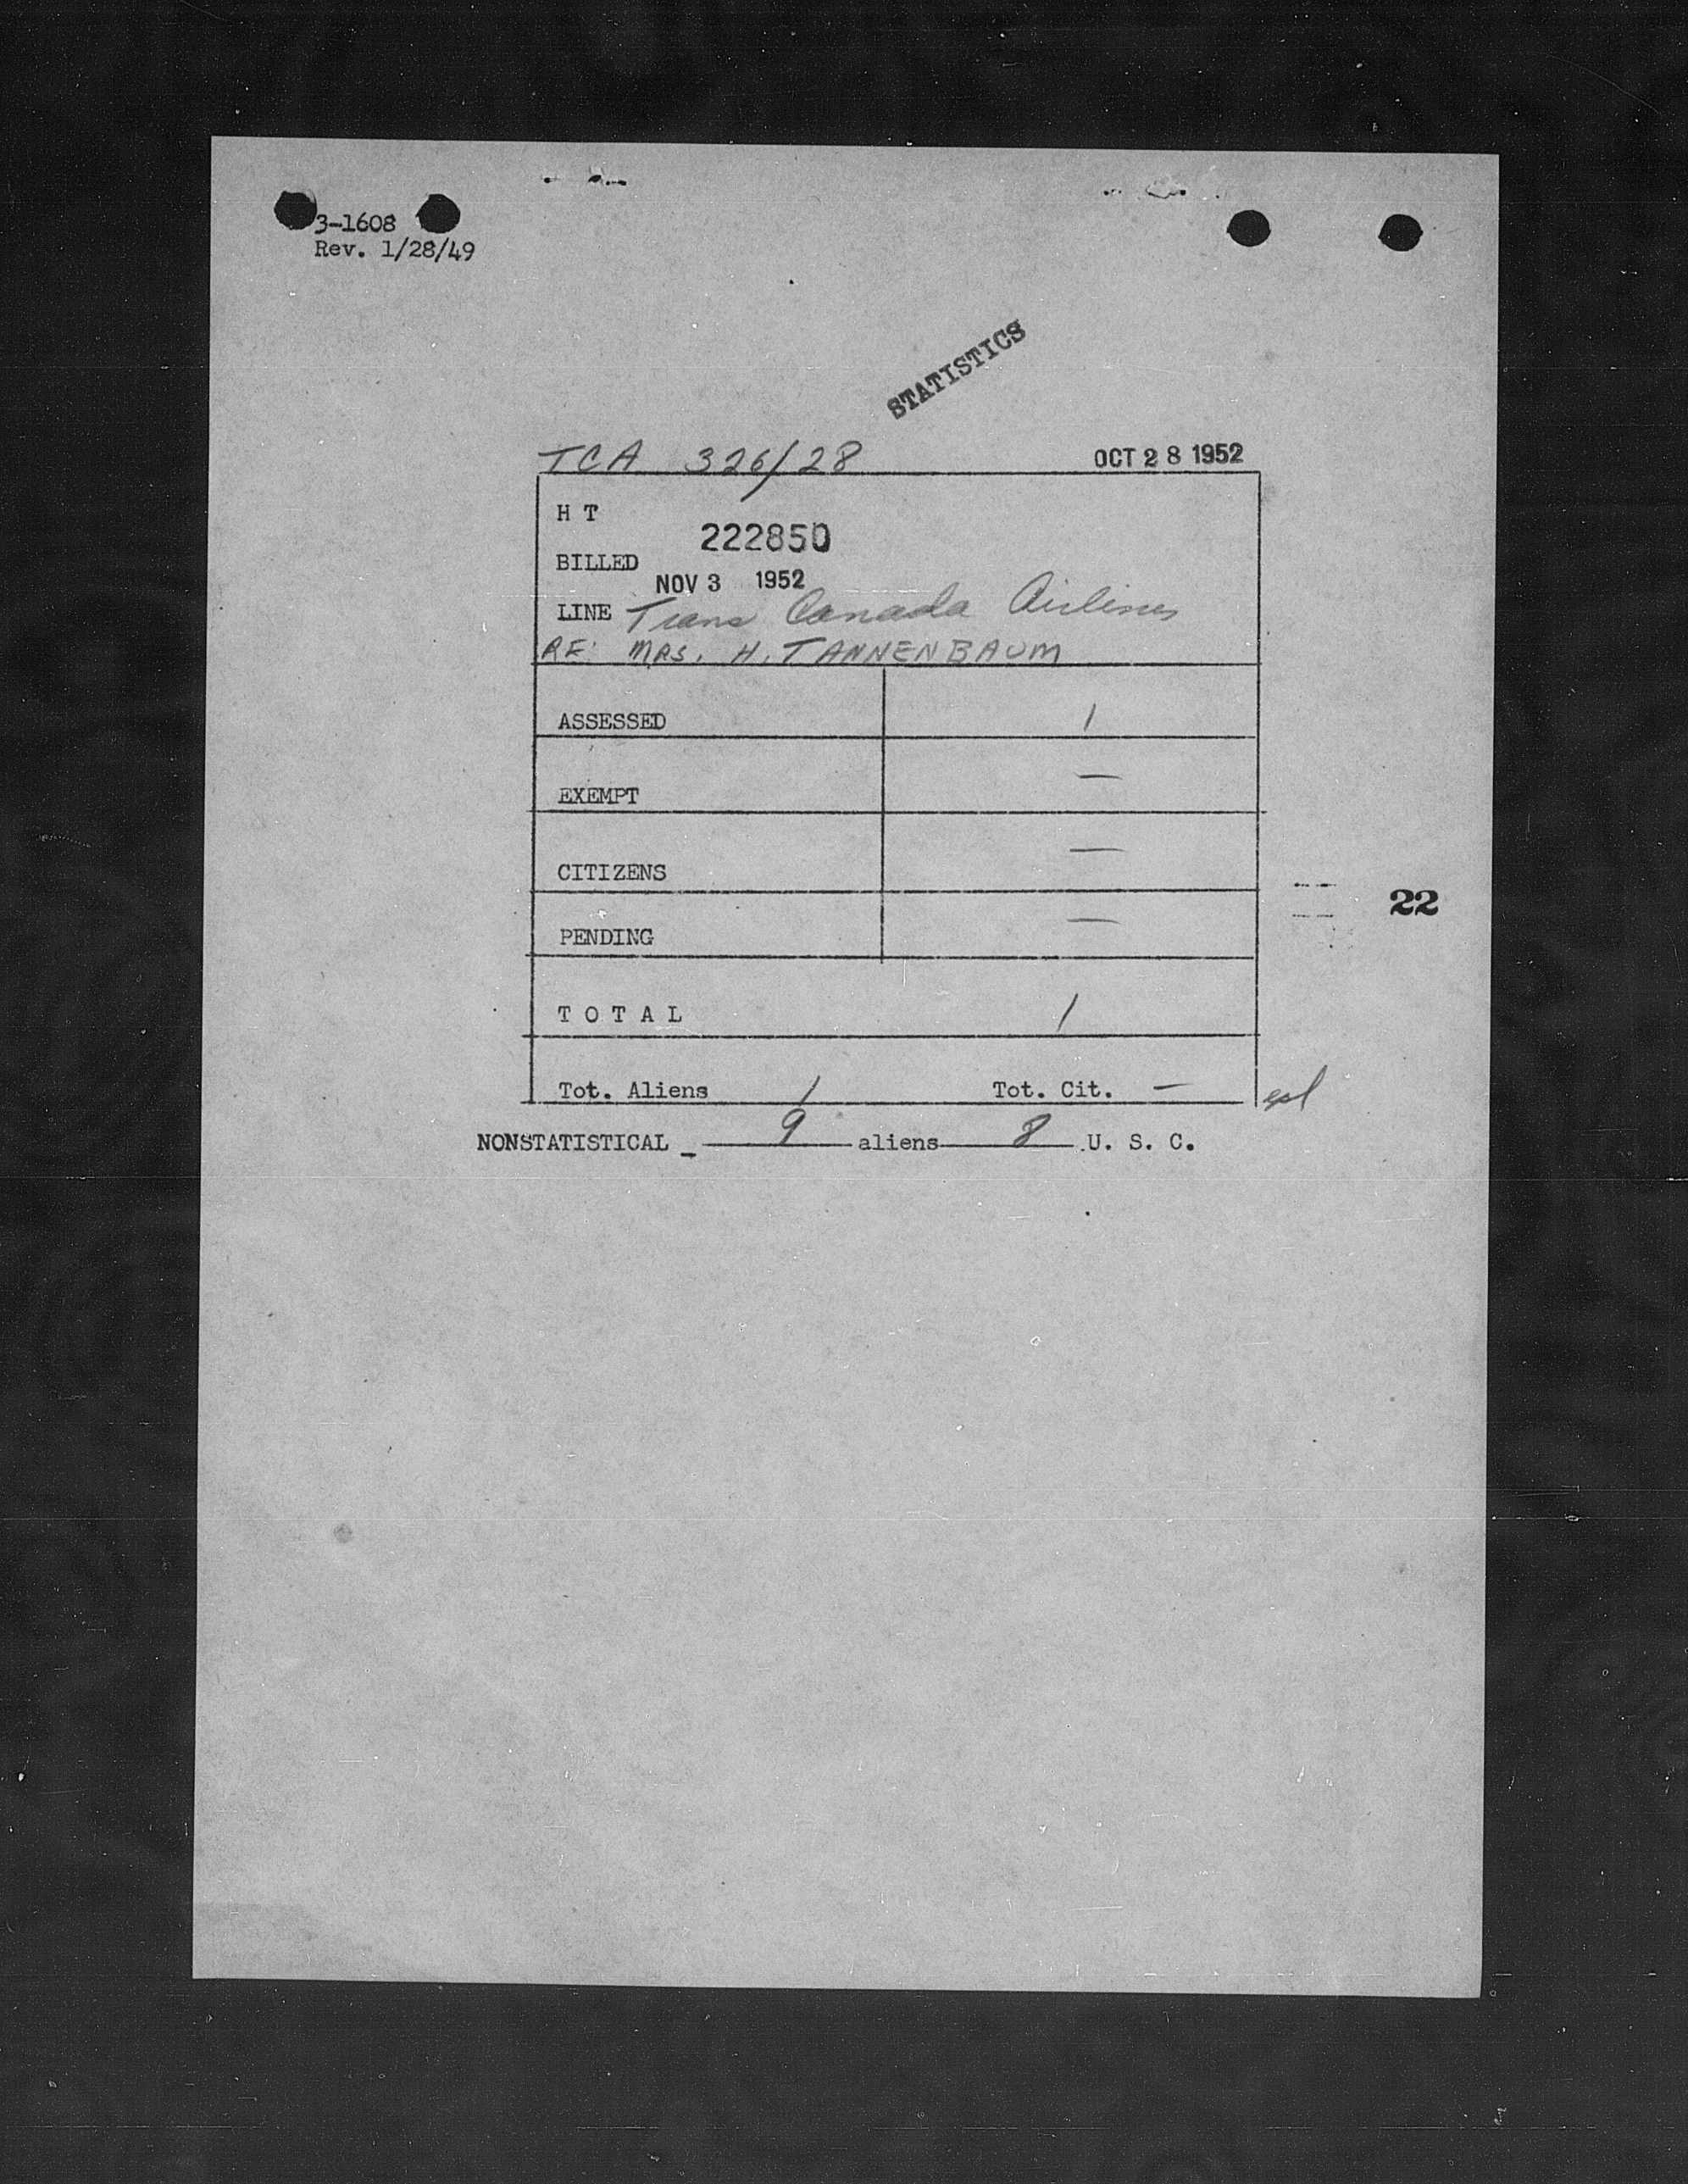 3-1608
Rev. 1/28/49
STATISTICS
TCA 326/28 OCT 28 1952
H T
222850
BILLED
NOV 3 1952
LINE Trans Canada Airlines
RE: MRS. H. TANNENBAUM
ASSESSED 1
EXEMPT —
CITIZENS —
22
PENDING —
T O T A L 1
Tot. Aliens 1 Tot. Cit. —
NONSTATISTICAL - 9 aliens 8 U. S. C.